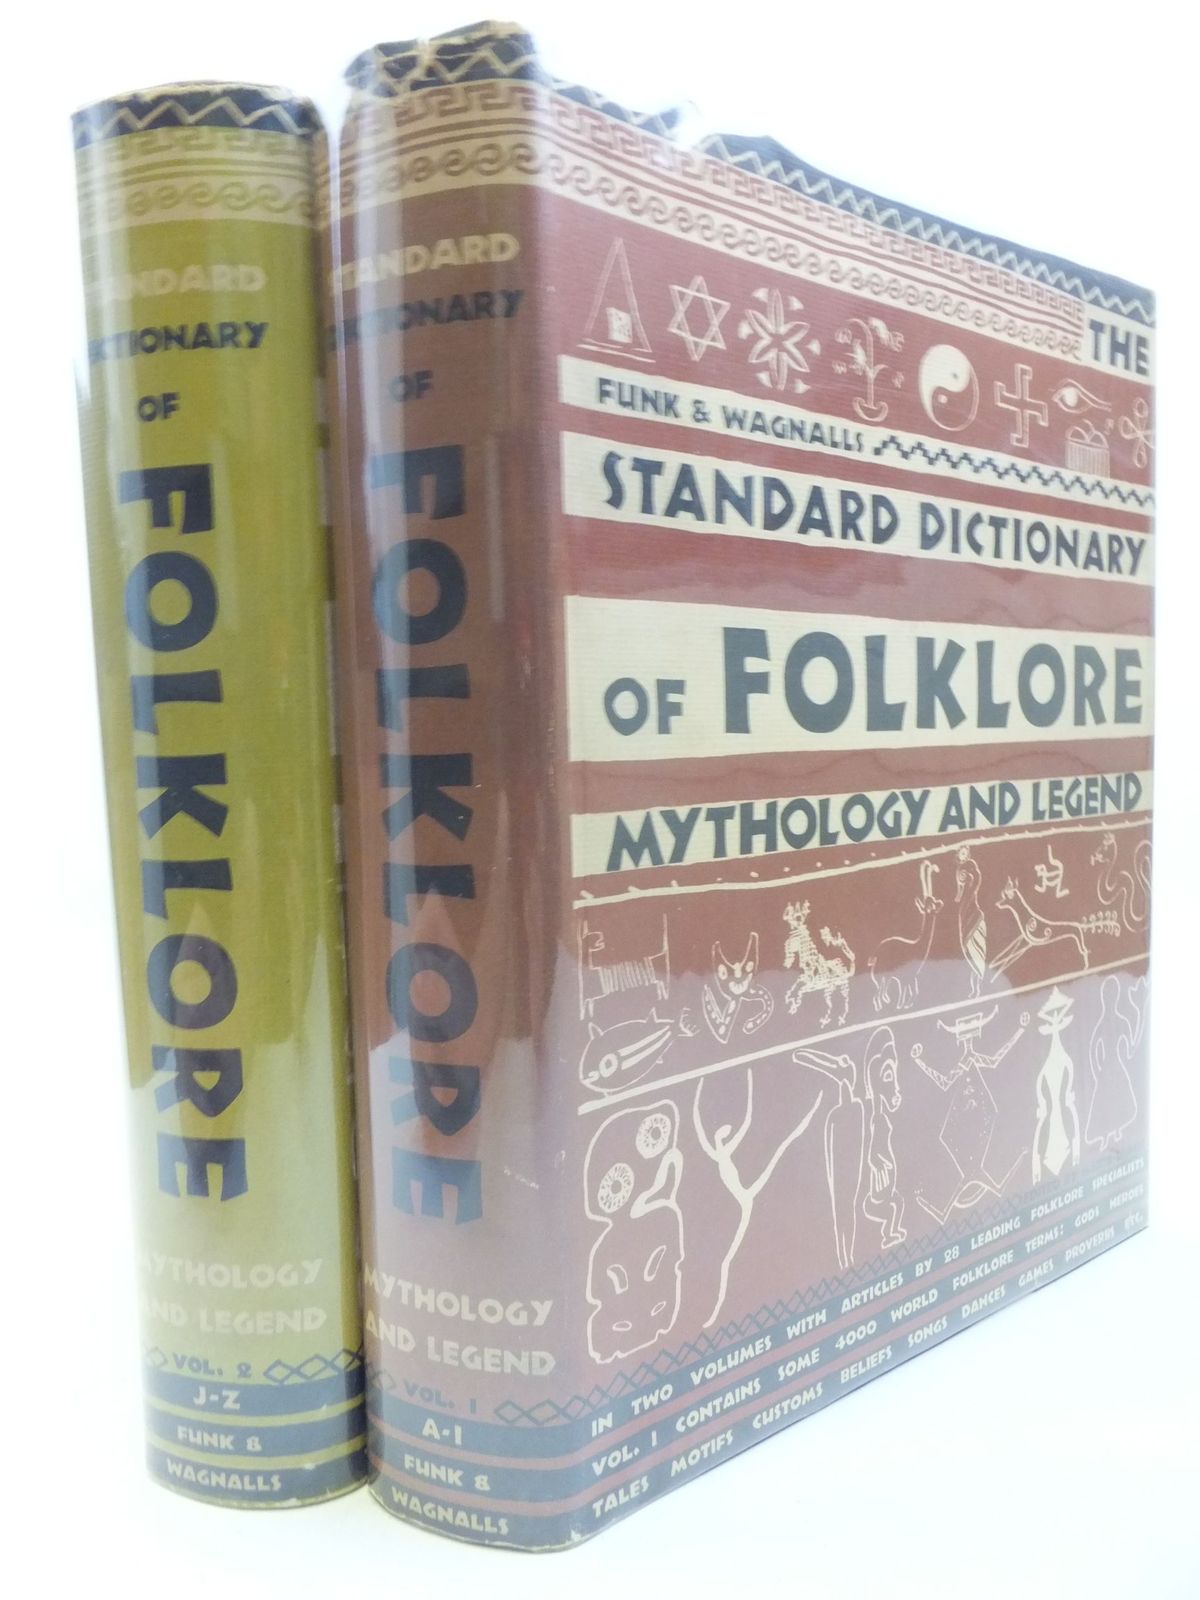 STANDARD
DICTIONARY
OF
FOLKLORE
MYTHOLOGY
AND LEGEND
VOL. 2
J-Z
FUNK &
WAGNALLS
STANDARD
DICTIONARY
OF
FOLKLORE
MYTHOLOGY
AND LEGEND
VOL. 1
A-I
FUNK &
WAGNALLS
THE
FUNK & WAGNALLS
STANDARD DICTIONARY
OF FOLKLORE
MYTHOLOGY AND LEGEND
IN TWO VOLUMES WITH ARTICLES BY 28 LEADING FOLKLORE SPECIALISTS
VOL. I CONTAINS SOME 4000 WORLD FOLKLORE TERMS: GODS HEROES
TALES MOTIFS CUSTOMS BELIEFS SONGS DANCES GAMES PROVERBS ETC.